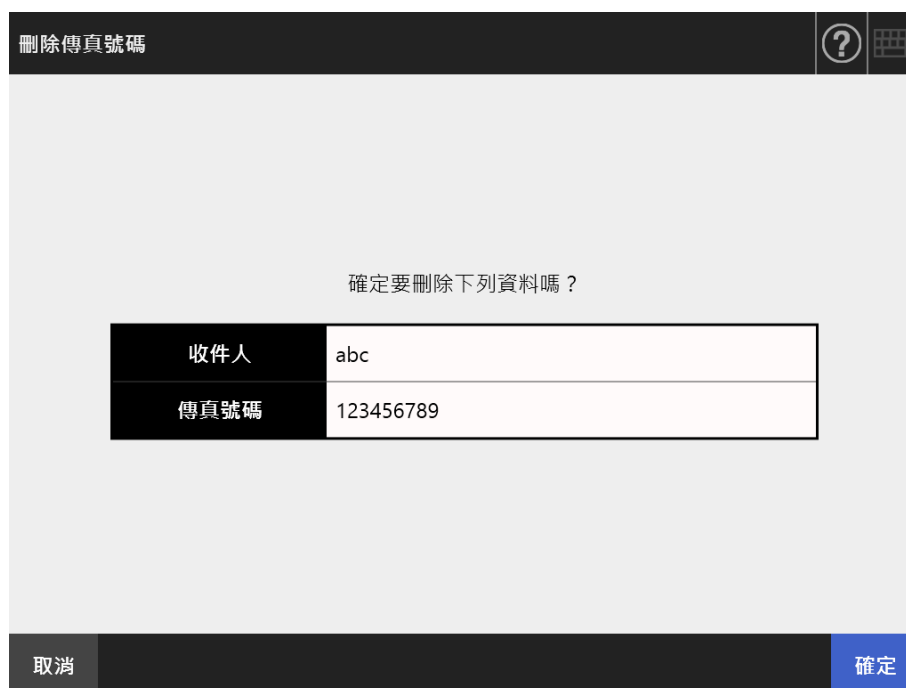 刪除傳真號碼
?
確定要刪除下列資料嗎？
收件人 abc
傳真號碼 123456789
取消 確定